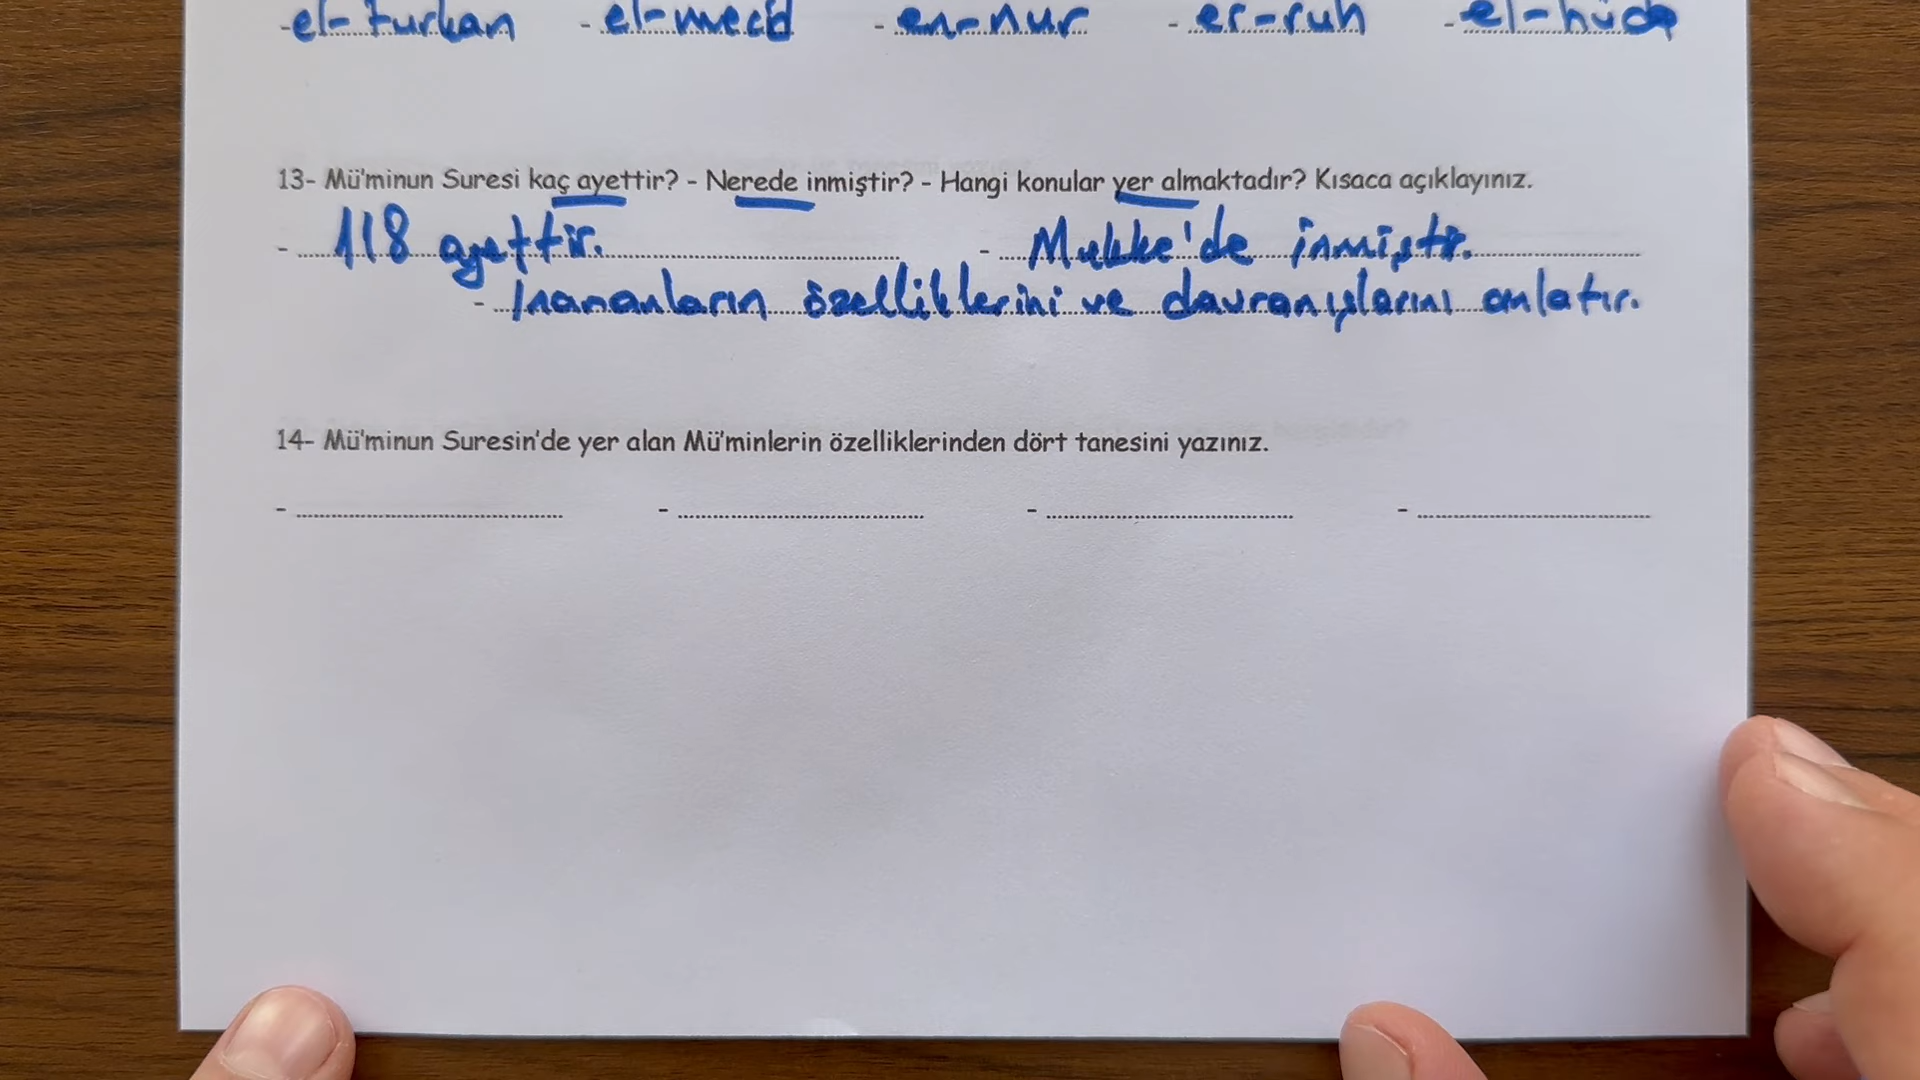 -el-furkan -el-mecid -en-nur -er-ruh -el-hüda
13- Mü'minun Suresi kaç ayettir? - Nerede inmiştir? - Hangi konular yer almaktadır? Kısaca açıklayınız.
- 118 ayettir. - Mekke'de inmiştir.
- İnananların özelliklerini ve davranışlarını anlatır.
14- Mü'minun Suresin'de yer alan Mü'minlerin özelliklerinden dört tanesini yazınız.
- - - -